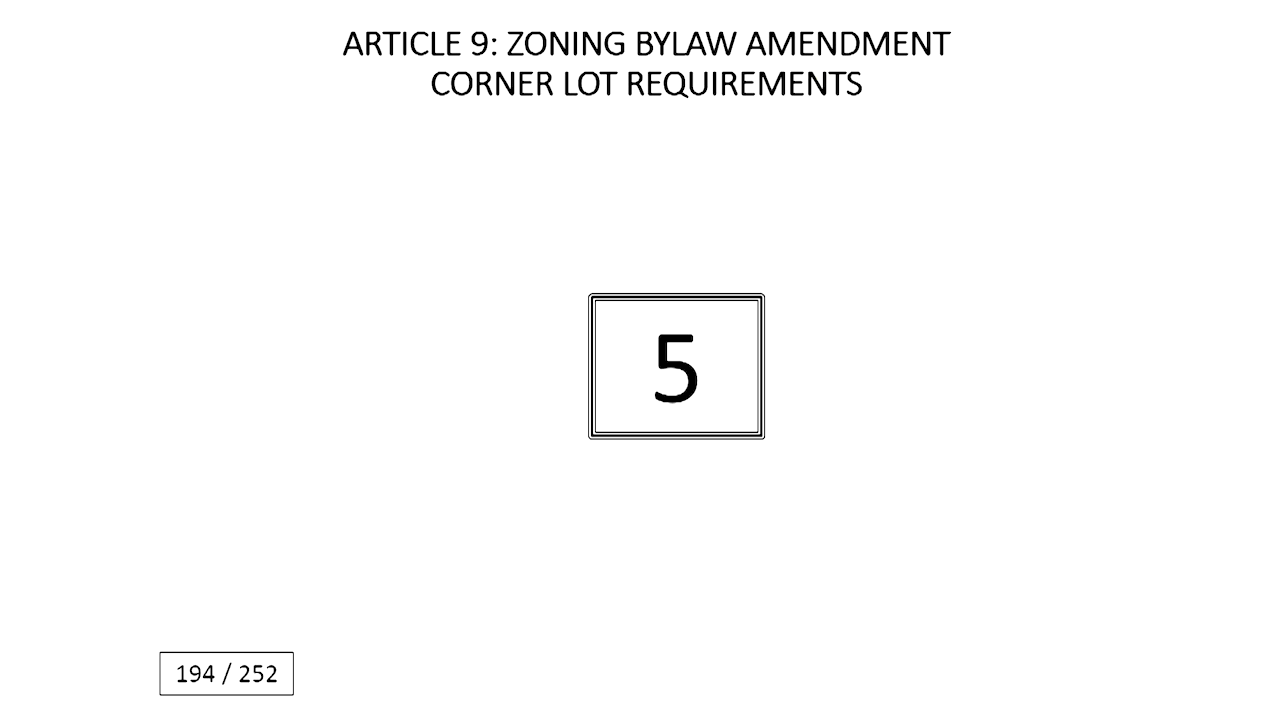 ARTICLE 9: ZONING BYLAW AMENDMENT
CORNER LOT REQUIREMENTS
5
194 / 252